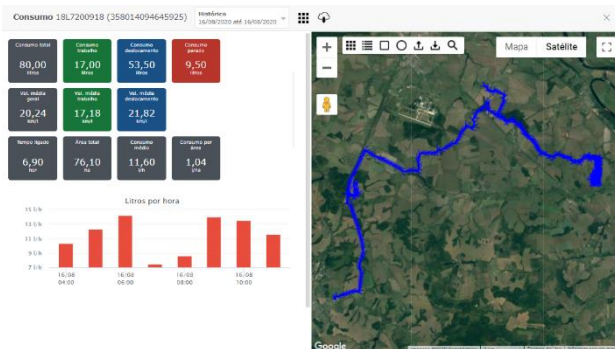 Consumo 18L7200918 (358014094645925)
Histórico
16/08/2020 até 16/08/2020
Consumo total
80,00
litros
Consumo trabalho
17,00
litros
Consumo deslocamento
53,50
litros
Consumo parado
9,50
litros
Vel. média geral
20,24
km/h
Vel. média trabalho
17,18
km/h
Vel. média deslocamento
21,82
km/h
Tempo ligado
6,90
hor
Área total
76,10
ha
Consumo médio
11,60
l/h
Consumo por área
1,04
l/ha
Litros por hora
15 l/h
13 l/h
11 l/h
9 l/h
7 l/h
16/08
04:00
16/08
06:00
16/08
08:00
16/08
10:00
Mapa
Satélite
Google